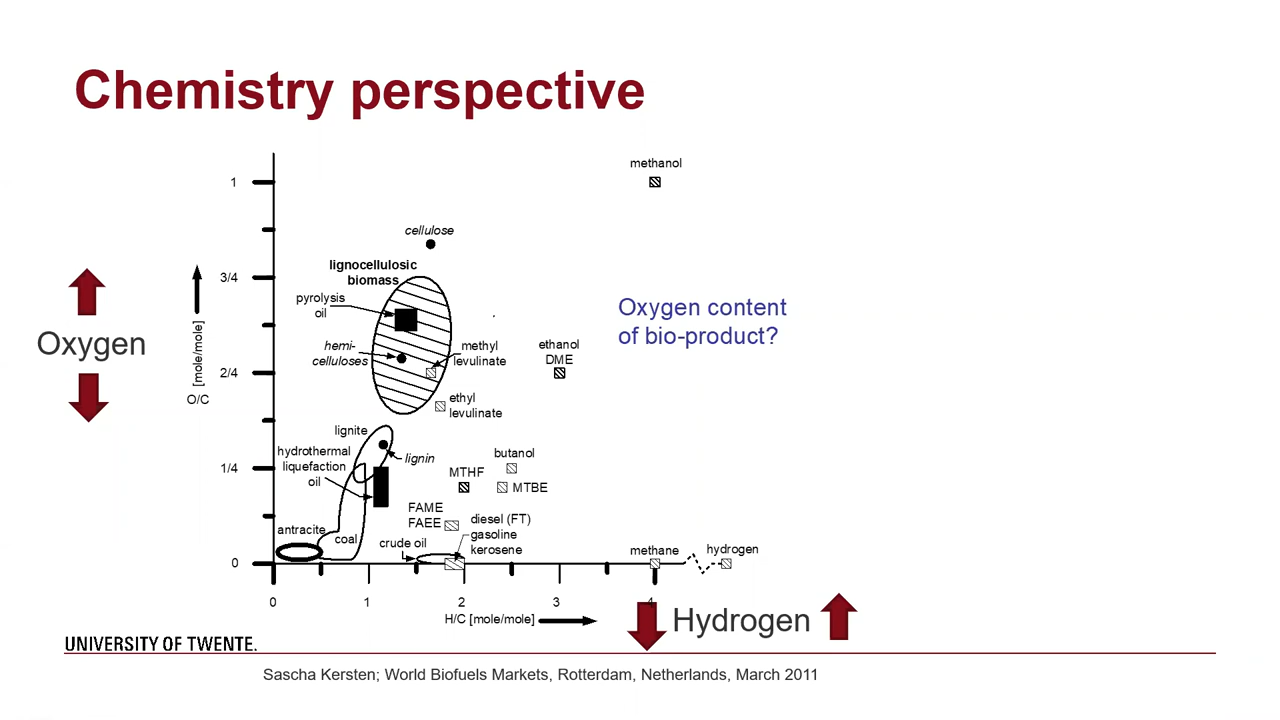 Chemistry perspective
methanol
1
cellulose
lignocellulosic
biomass
3/4
pyrolysis
oil
Oxygen content
of bio-product?
Oxygen
[mole/mole]
O/C
hemi-
celluloses
methyl
levulinate
ethanol
DME
2/4
ethyl
levulinate
lignite
hydrothermal
liquefaction
oil
lignin
butanol
1/4
MTHF
MTBE
FAME
FAEE
diesel (FT)
gasoline
kerosene
antracite
coal
crude oil
methane
hydrogen
0
0 1 2 3 4
H/C [mole/mole]
Hydrogen
UNIVERSITY OF TWENTE.
Sascha Kersten; World Biofuels Markets, Rotterdam, Netherlands, March 2011